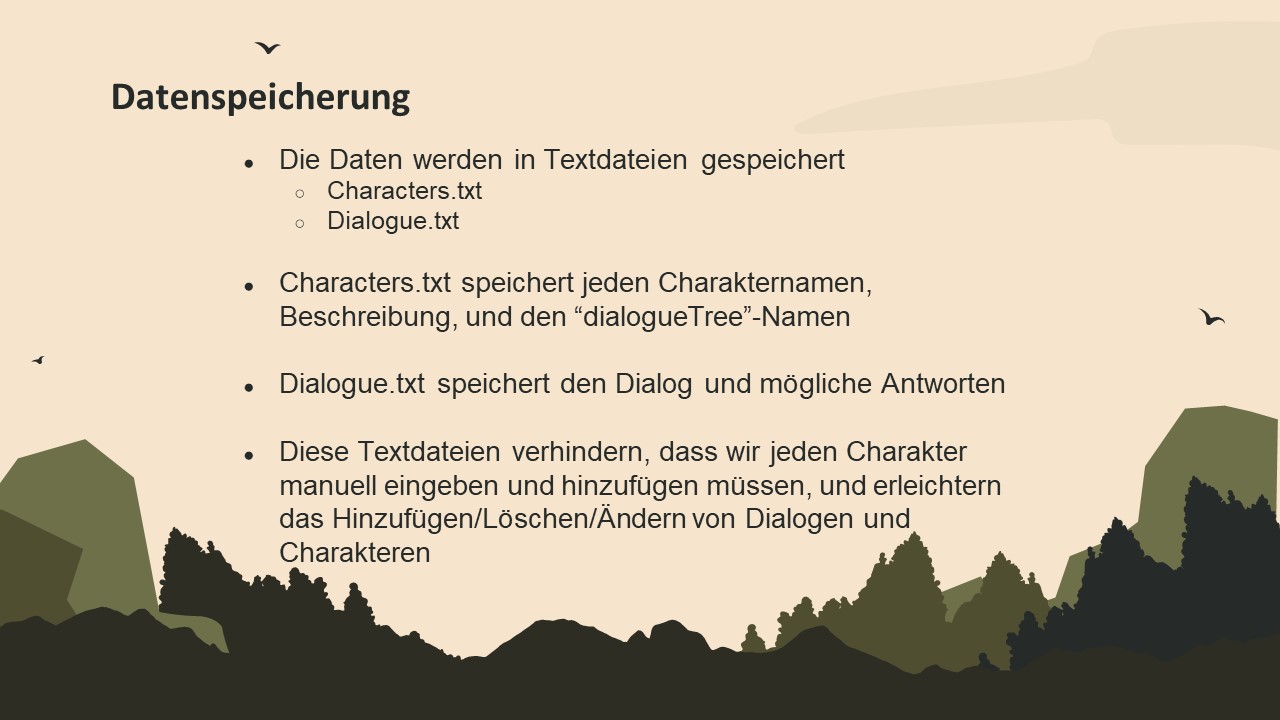 Datenspeicherung
● Die Daten werden in Textdateien gespeichert
○ Characters.txt
○ Dialogue.txt
● Characters.txt speichert jeden Charakternamen,
Beschreibung, und den “dialogueTree”-Namen
● Dialogue.txt speichert den Dialog und mögliche Antworten
● Diese Textdateien verhindern, dass wir jeden Charakter
manuell eingeben und hinzufügen müssen, und erleichtern
das Hinzufügen/Löschen/Ändern von Dialogen und
Charakteren